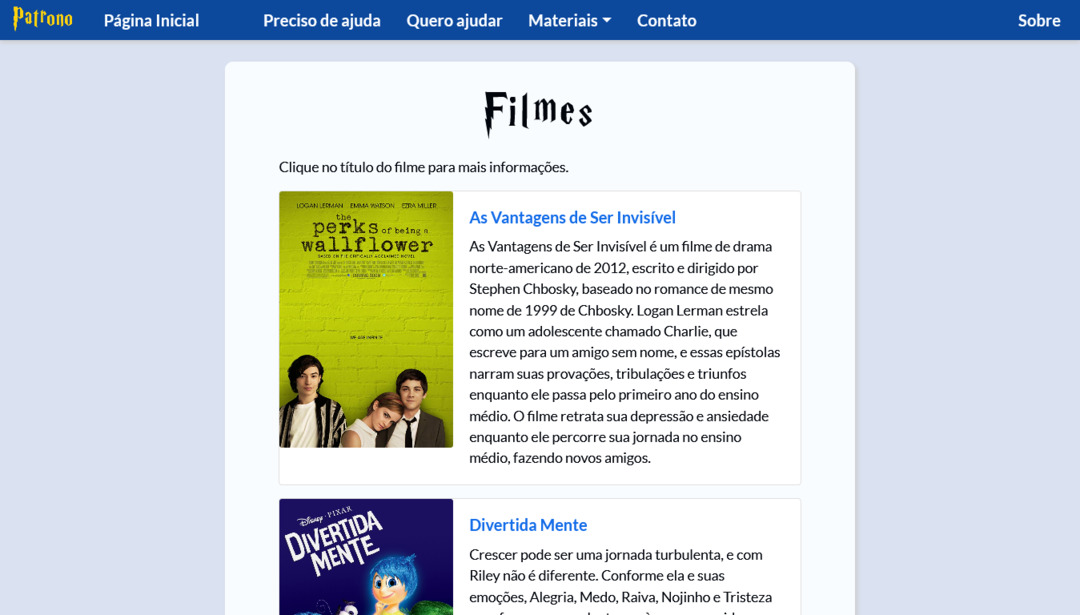 Patrono Página Inicial Preciso de ajuda Quero ajudar Materiais Contato Sobre
Filmes
Clique no título do filme para mais informações.
LOGAN LERMAN EMMA WATSON EZRA MILLER
the
perks of being a
wallflower
BASED ON THE CRITICALLY ACCLAIMED NOVEL
As Vantagens de Ser Invisível
As Vantagens de Ser Invisível é um filme de drama
norte-americano de 2012, escrito e dirigido por
Stephen Chbosky, baseado no romance de mesmo
nome de 1999 de Chbosky. Logan Lerman estrela
como um adolescente chamado Charlie, que
escreve para um amigo sem nome, e essas epístolas
narram suas provações, tribulações e triunfos
enquanto ele passa pelo primeiro ano do ensino
médio. O filme retrata sua depressão e ansiedade
enquanto ele percorre sua jornada no ensino
médio, fazendo novos amigos.
Disney · PIXAR
DIVERTIDA
MENTE
Divertida Mente
Crescer pode ser uma jornada turbulenta, e com
Riley não é diferente. Conforme ela e suas
emoções, Alegria, Medo, Raiva, Nojinho e Tristeza